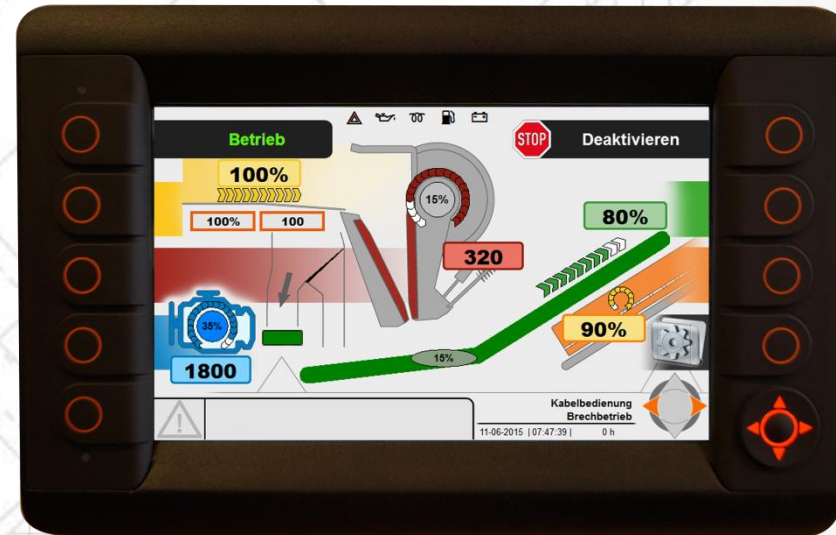 Betrieb
STOP
Deaktivieren
100%
15%
100%
100
80%
320
35%
90%
1800
15%
Kabelbedienung
Brechbetrieb
11-06-2015 | 07:47:39 | 0 h